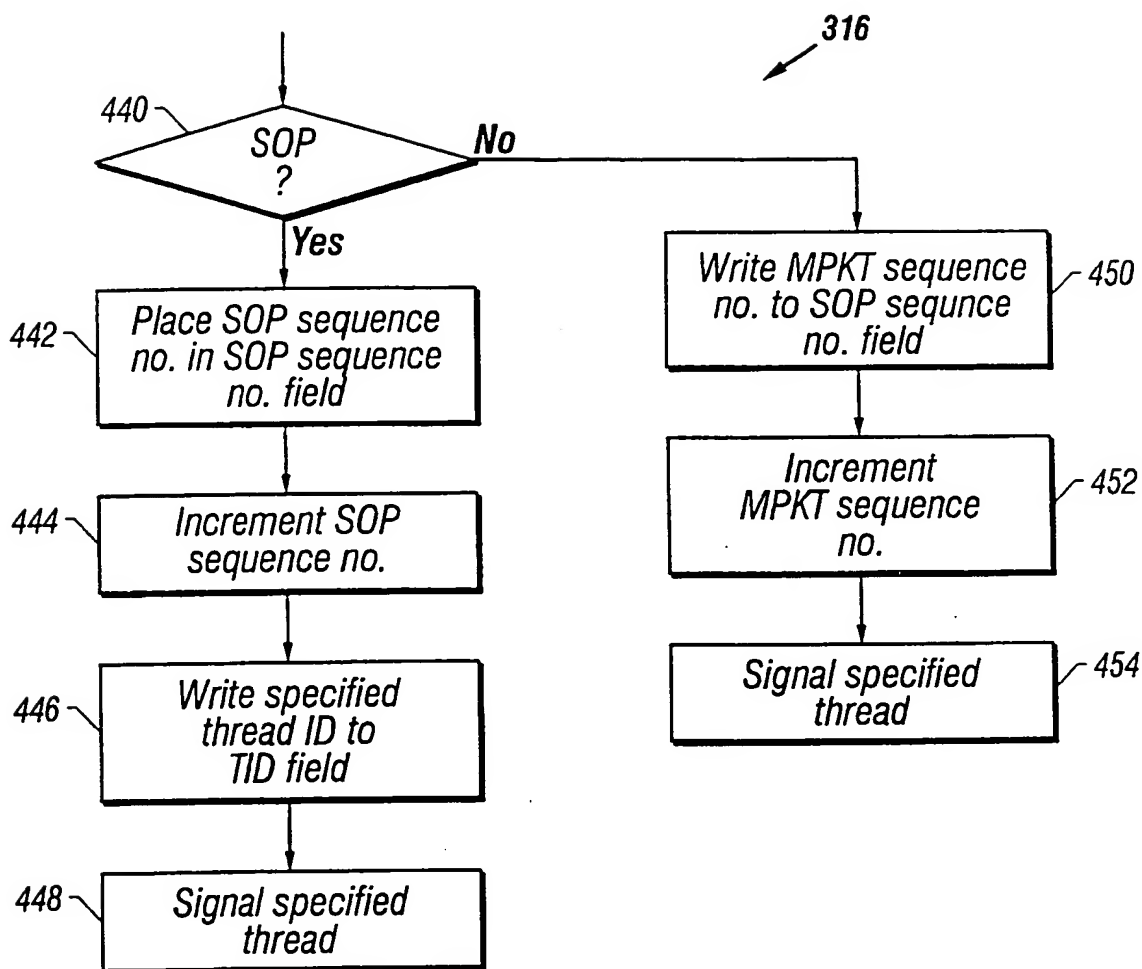 316
440
SOP
?
No
Yes
442
Place SOP sequence
no. in SOP sequence
no. field
444
Increment SOP
sequence no.
446
Write specified
thread ID to
TID field
448
Signal specified
thread
Write MPKT sequence
no. to SOP sequnce
no. field
450
Increment
MPKT sequence
no.
452
Signal specified
thread
454